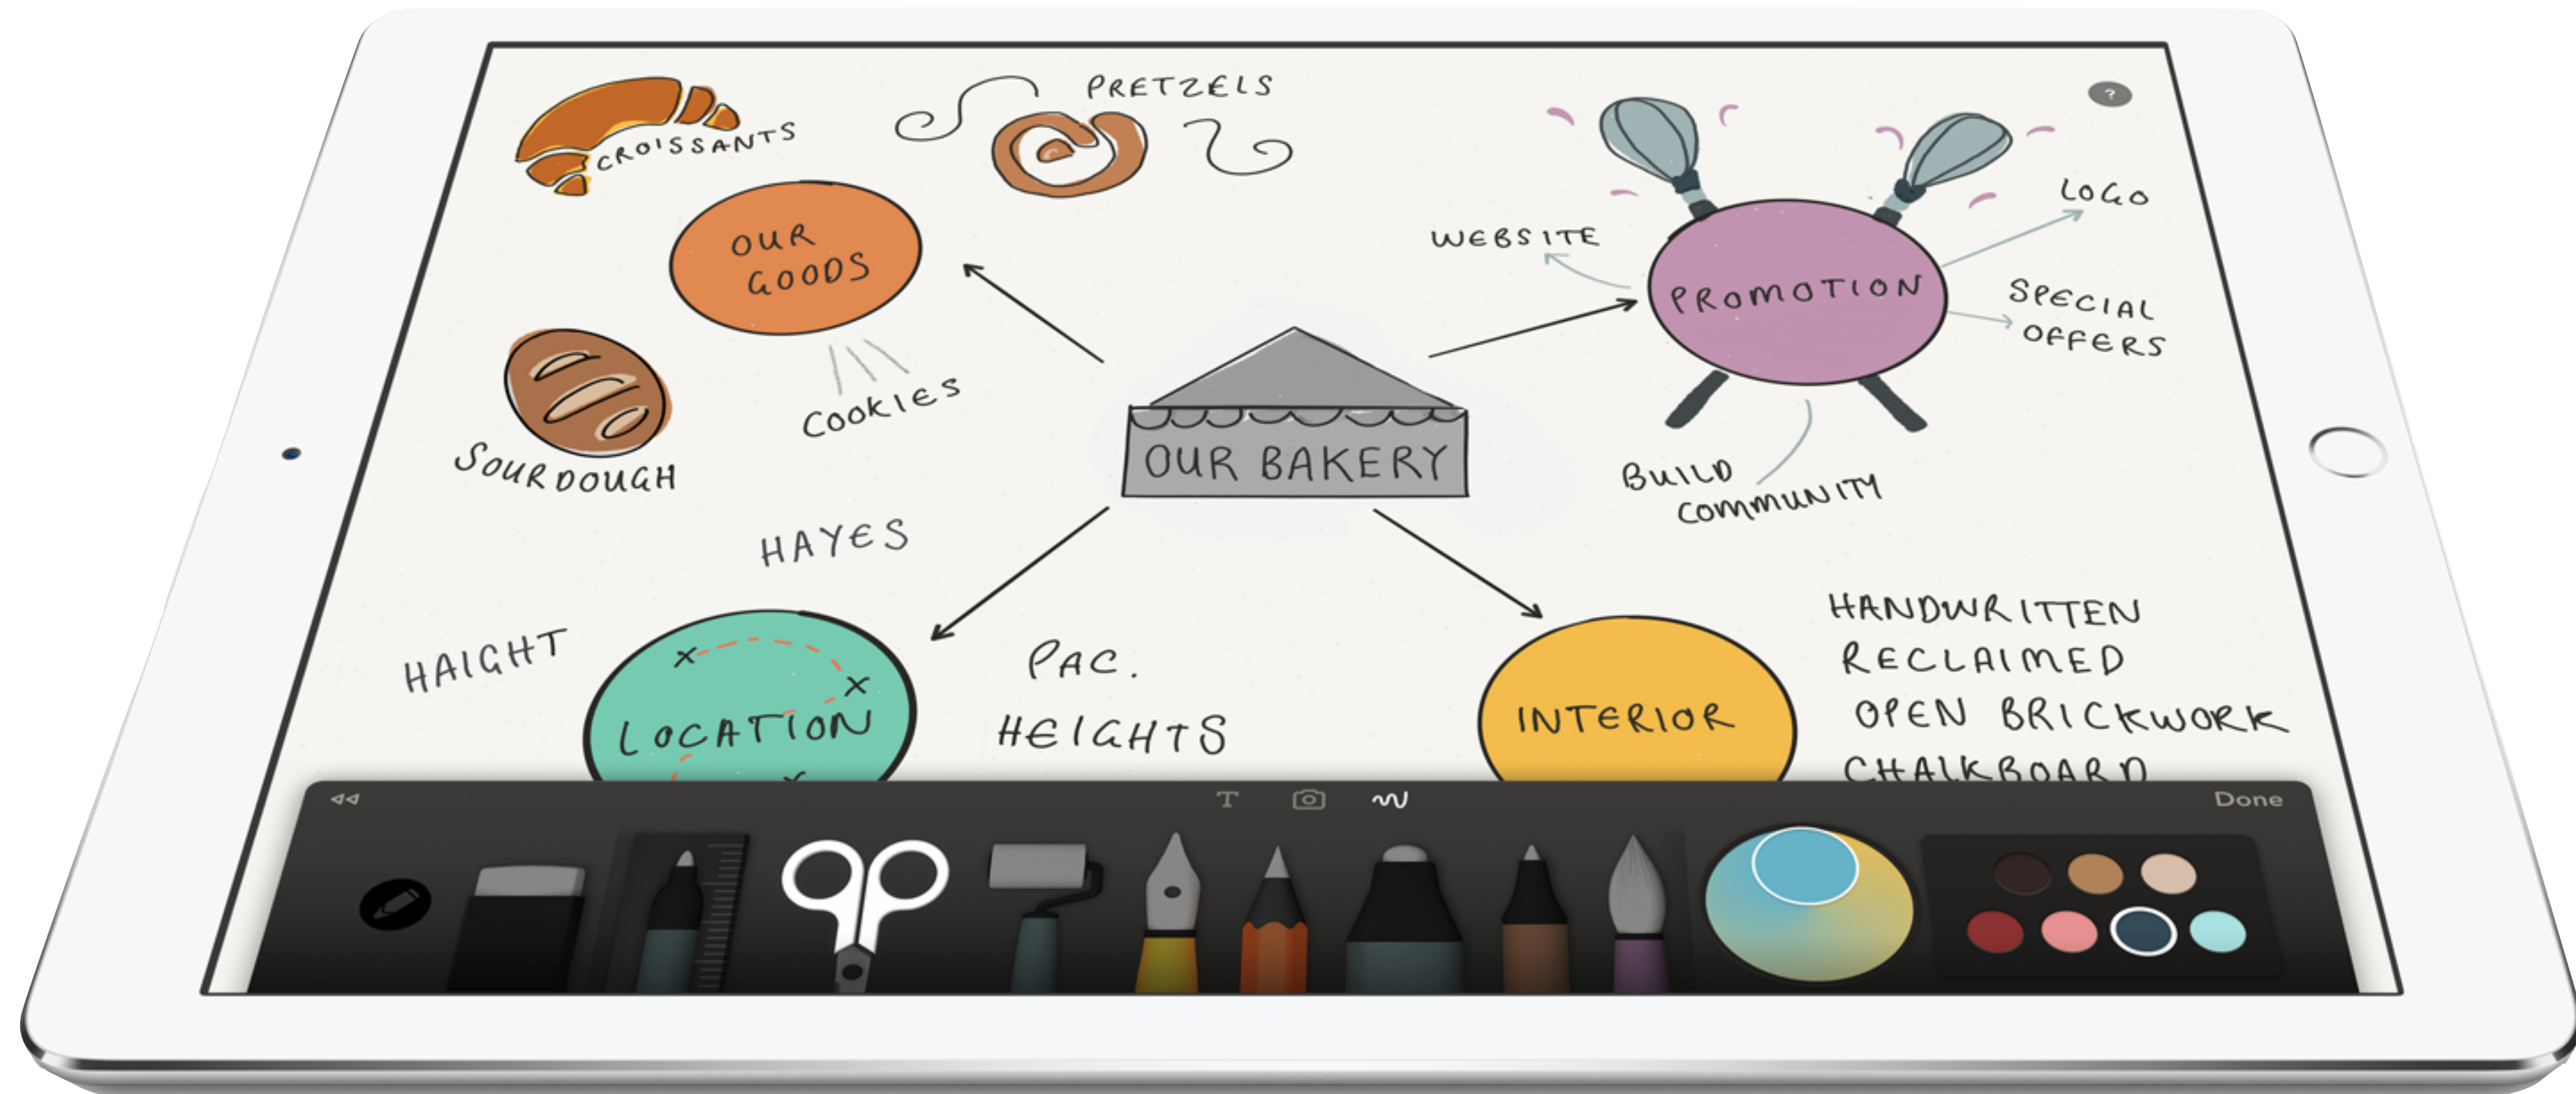 PRETZELS
CROISSANTS
OUR
GOODS
SOURDOUGH
COOKIES
?
LOGO
WEBSITE
PROMOTION
SPECIAL
OFFERS
BUILD
COMMUNITY
OUR BAKERY
HAYES
HAIGHT
LOCATION
PAC.
HEIGHTS
INTERIOR
HANDWRITTEN
RECLAIMED
OPEN BRICKWORK
CHALKBOARD
T
Done